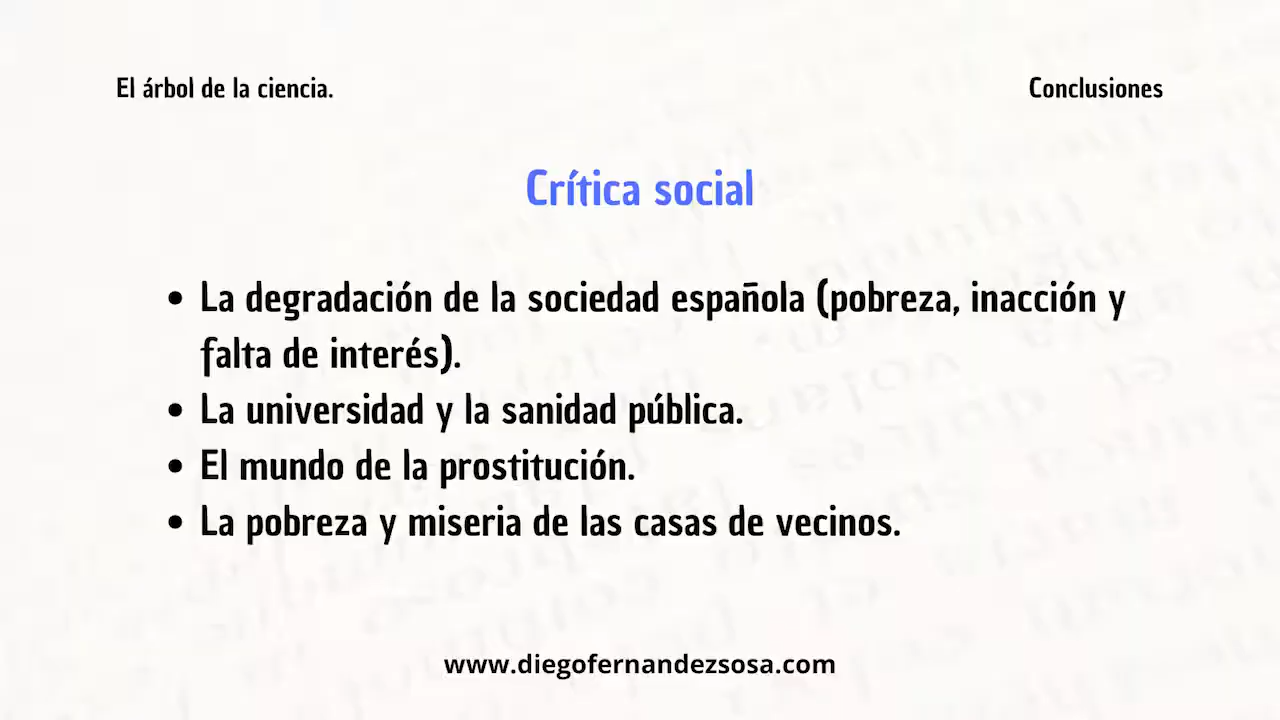 El árbol de la ciencia.
Conclusiones
Crítica social
• La degradación de la sociedad española (pobreza, inacción y
falta de interés).
• La universidad y la sanidad pública.
• El mundo de la prostitución.
• La pobreza y miseria de las casas de vecinos.
www.diegofernandezsosa.com